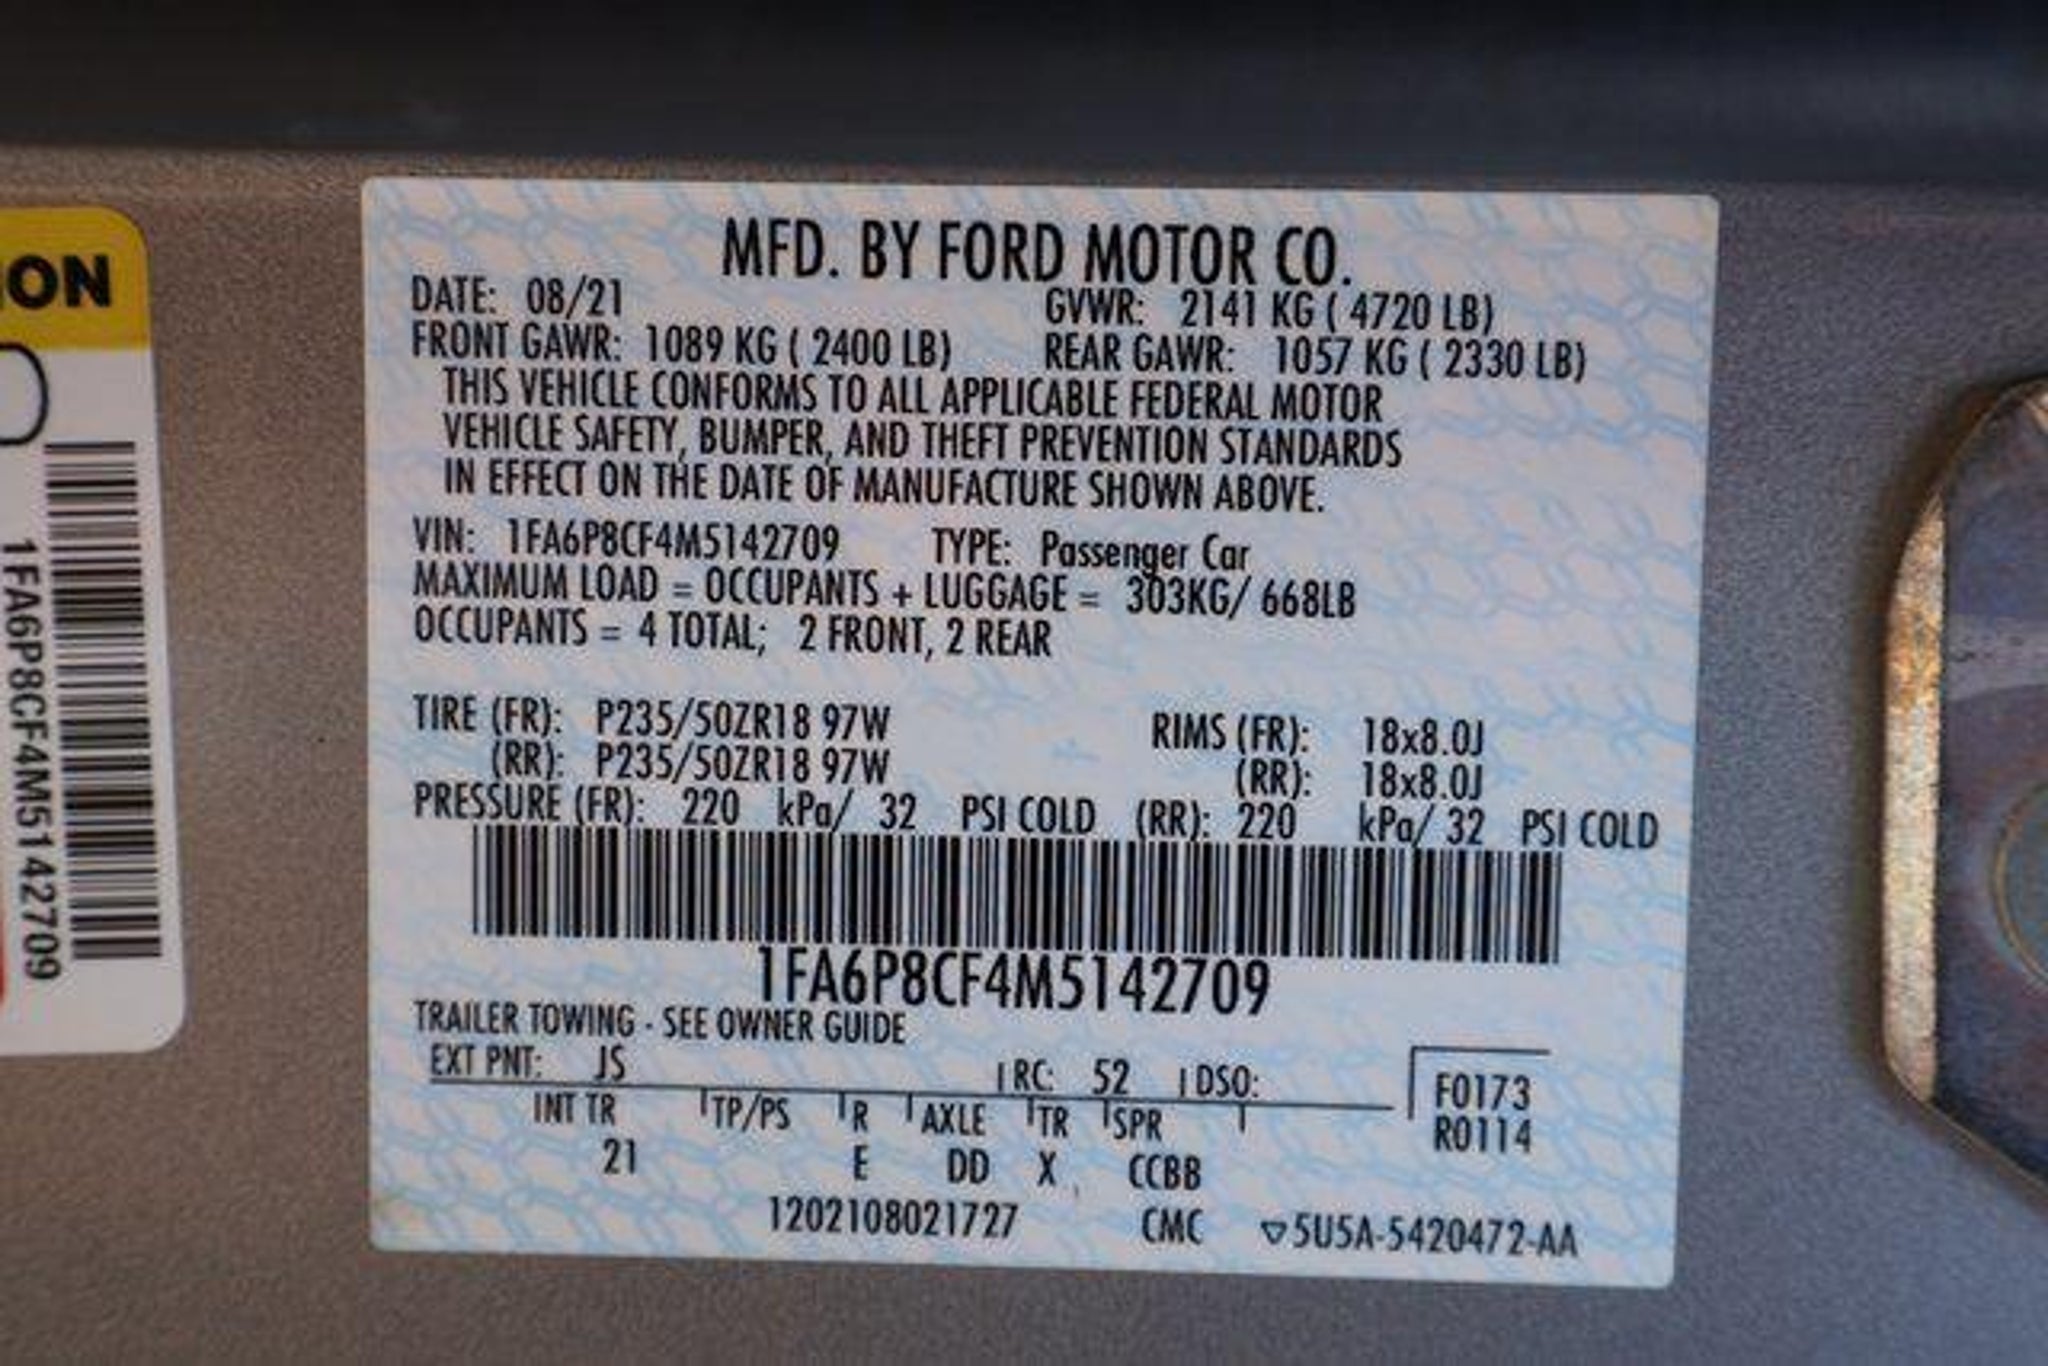 ION
1FA6P8CF4M5142709
MFD. BY FORD MOTOR CO.
DATE: 08/21 GVWR: 2141 KG ( 4720 LB)
FRONT GAWR: 1089 KG ( 2400 LB) REAR GAWR: 1057 KG ( 2330 LB)
THIS VEHICLE CONFORMS TO ALL APPLICABLE FEDERAL MOTOR
VEHICLE SAFETY, BUMPER, AND THEFT PREVENTION STANDARDS
IN EFFECT ON THE DATE OF MANUFACTURE SHOWN ABOVE.
VIN: 1FA6P8CF4M5142709 TYPE: Passenger Car
MAXIMUM LOAD = OCCUPANTS + LUGGAGE = 303KG/ 668LB
OCCUPANTS = 4 TOTAL; 2 FRONT, 2 REAR
TIRE (FR): P235/50ZR18 97W RIMS (FR): 18x8.0J
(RR): P235/50ZR18 97W (RR): 18x8.0J
PRESSURE (FR): 220 kPa/ 32 PSI COLD (RR): 220 kPa/ 32 PSI COLD
1FA6P8CF4M5142709
TRAILER TOWING - SEE OWNER GUIDE
EXT PNT: JS RC: 52 DSO:
INT TR TP/PS R AXLE TR SPR
21 E DD X CCBB
F0173
R0114
1202108021727 CMC ▽5U5A-5420472-AA